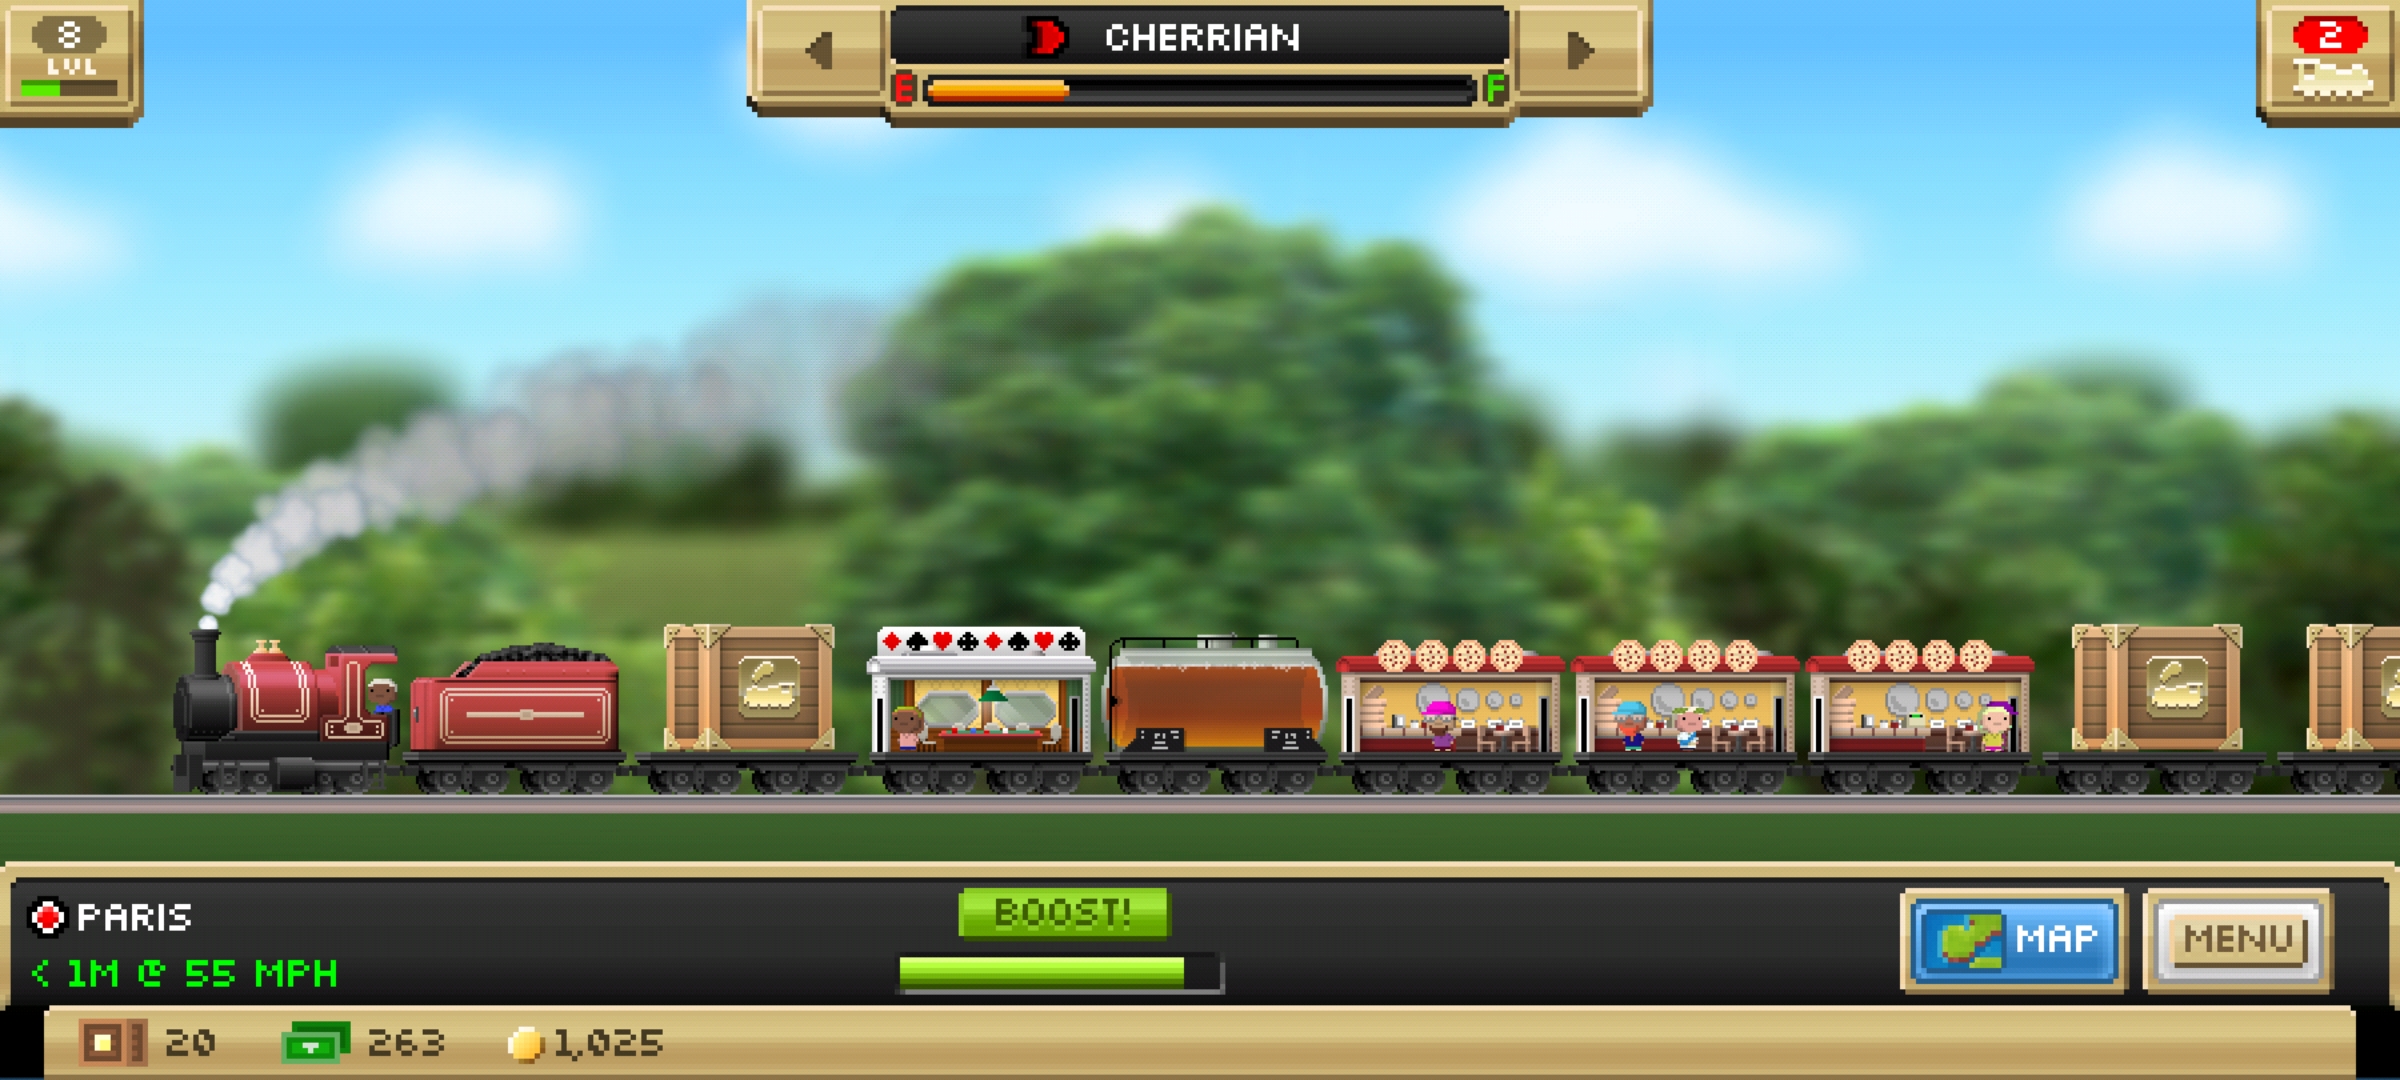 8
LVL
CHERRIAN
E F
2
PARIS
< 1M @ 55 MPH
BOOST!
MAP
MENU
20
263
1,025